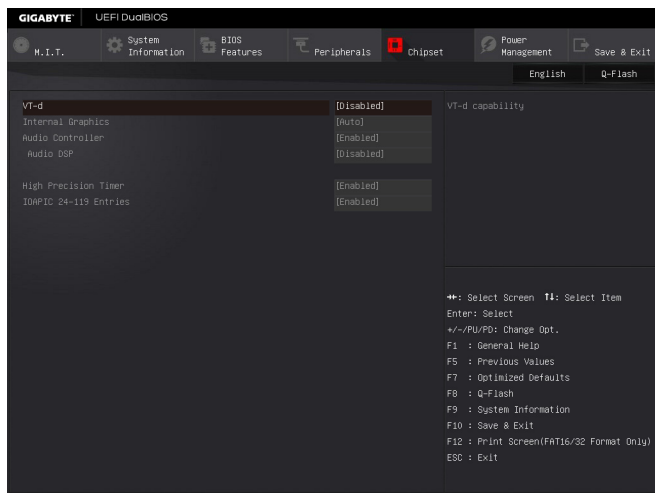 GIGABYTE™ UEFI DualBIOS
M.I.T. System Information BIOS Features Peripherals Chipset Power Management Save & Exit
English Q-Flash
VT-d [Disabled] VT-d capability
Internal Graphics [Auto]
Audio Controller [Enabled]
Audio DSP [Disabled]
High Precision Timer [Enabled]
IOAPIC 24-119 Entries [Enabled]
→←: Select Screen ↑↓: Select Item
Enter: Select
+/-/PU/PD: Change Opt.
F1 : General Help
F5 : Previous Values
F7 : Optimized Defaults
F8 : Q-Flash
F9 : System Information
F10 : Save & Exit
F12 : Print Screen(FAT16/32 Format Only)
ESC : Exit